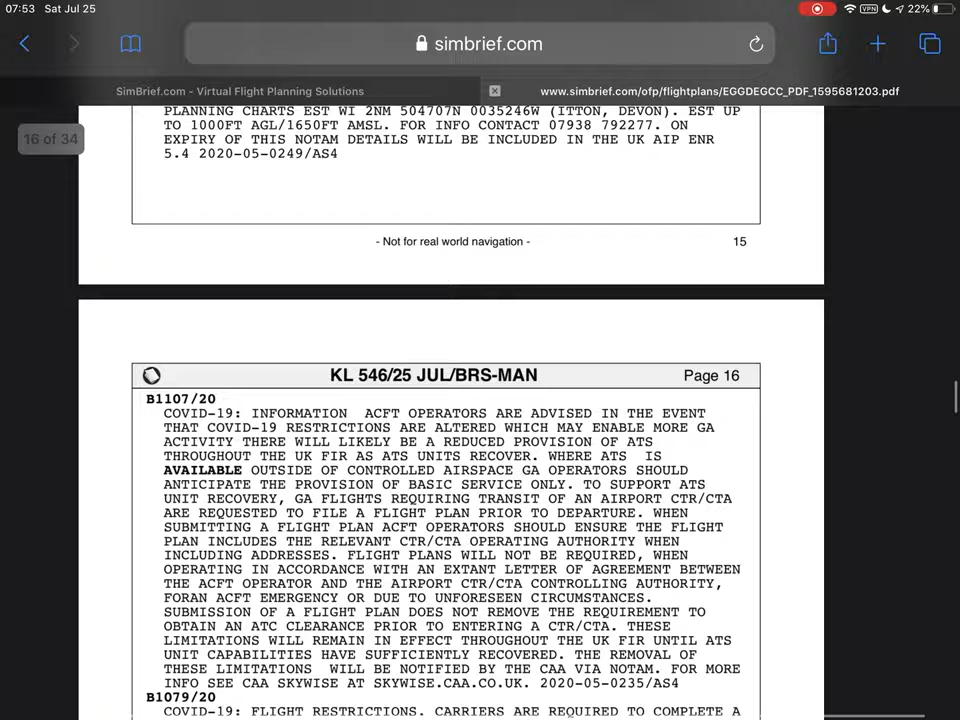 07:53 Sat Jul 25
VPN 22%
simbrief.com
SimBrief.com - Virtual Flight Planning Solutions
www.simbrief.com/ofp/flightplans/EGGDEGCC_PDF_1595681203.pdf
16 of 34
PLANNING CHARTS EST WI 2NM 504707N 0035246W (ITTON, DEVON). EST UP
TO 1000FT AGL/1650FT AMSL. FOR INFO CONTACT 07938 792277. ON
EXPIRY OF THIS NOTAM DETAILS WILL BE INCLUDED IN THE UK AIP ENR
5.4 2020-05-0249/AS4
- Not for real world navigation -
15
KL 546/25 JUL/BRS-MAN
Page 16
B1107/20
COVID-19: INFORMATION ACFT OPERATORS ARE ADVISED IN THE EVENT
THAT COVID-19 RESTRICTIONS ARE ALTERED WHICH MAY ENABLE MORE GA
ACTIVITY THERE WILL LIKELY BE A REDUCED PROVISION OF ATS
THROUGHOUT THE UK FIR AS ATS UNITS RECOVER. WHERE ATS IS
AVAILABLE OUTSIDE OF CONTROLLED AIRSPACE GA OPERATORS SHOULD
ANTICIPATE THE PROVISION OF BASIC SERVICE ONLY. TO SUPPORT ATS
UNIT RECOVERY, GA FLIGHTS REQUIRING TRANSIT OF AN AIRPORT CTR/CTA
ARE REQUESTED TO FILE A FLIGHT PLAN PRIOR TO DEPARTURE. WHEN
SUBMITTING A FLIGHT PLAN ACFT OPERATORS SHOULD ENSURE THE FLIGHT
PLAN INCLUDES THE RELEVANT CTR/CTA OPERATING AUTHORITY WHEN
INCLUDING ADDRESSES. FLIGHT PLANS WILL NOT BE REQUIRED, WHEN
OPERATING IN ACCORDANCE WITH AN EXTANT LETTER OF AGREEMENT BETWEEN
THE ACFT OPERATOR AND THE AIRPORT CTR/CTA CONTROLLING AUTHORITY,
FORAN ACFT EMERGENCY OR DUE TO UNFORESEEN CIRCUMSTANCES.
SUBMISSION OF A FLIGHT PLAN DOES NOT REMOVE THE REQUIREMENT TO
OBTAIN AN ATC CLEARANCE PRIOR TO ENTERING A CTR/CTA. THESE
LIMITATIONS WILL REMAIN IN EFFECT THROUGHOUT THE UK FIR UNTIL ATS
UNIT CAPABILITIES HAVE SUFFICIENTLY RECOVERED. THE REMOVAL OF
THESE LIMITATIONS WILL BE NOTIFIED BY THE CAA VIA NOTAM. FOR MORE
INFO SEE CAA SKYWISE AT SKYWISE.CAA.CO.UK. 2020-05-0235/AS4
B1079/20
COVID-19: FLIGHT RESTRICTIONS. CARRIERS ARE REQUIRED TO COMPLETE A